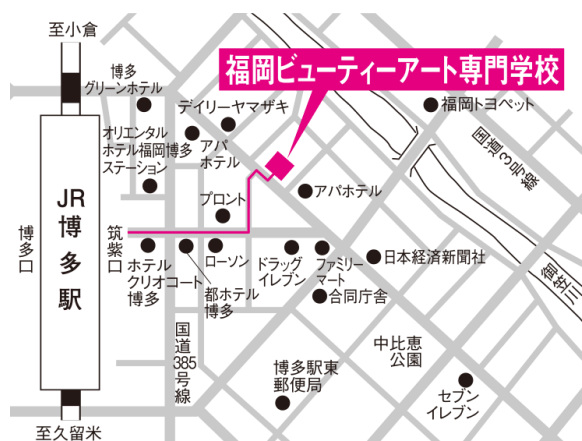 至小倉
福岡ビューティーアート専門学校
博多
グリーンホテル
デイリーヤマザキ
福岡トヨペット
国道3号線
オリエンタル
ホテル福岡博多
ステーション
アパ
ホテル
アパホテル
プロント
JR博多駅
博多口
筑紫口
ホテル
クリオコート
博多
都ホテル
博多
ローソン
ドラッグ
イレブン
ファミリー
マート
日本経済新聞社
合同庁舎
御笠川
国道385号線
中比恵
公園
博多駅東
郵便局
セブン
イレブン
至久留米